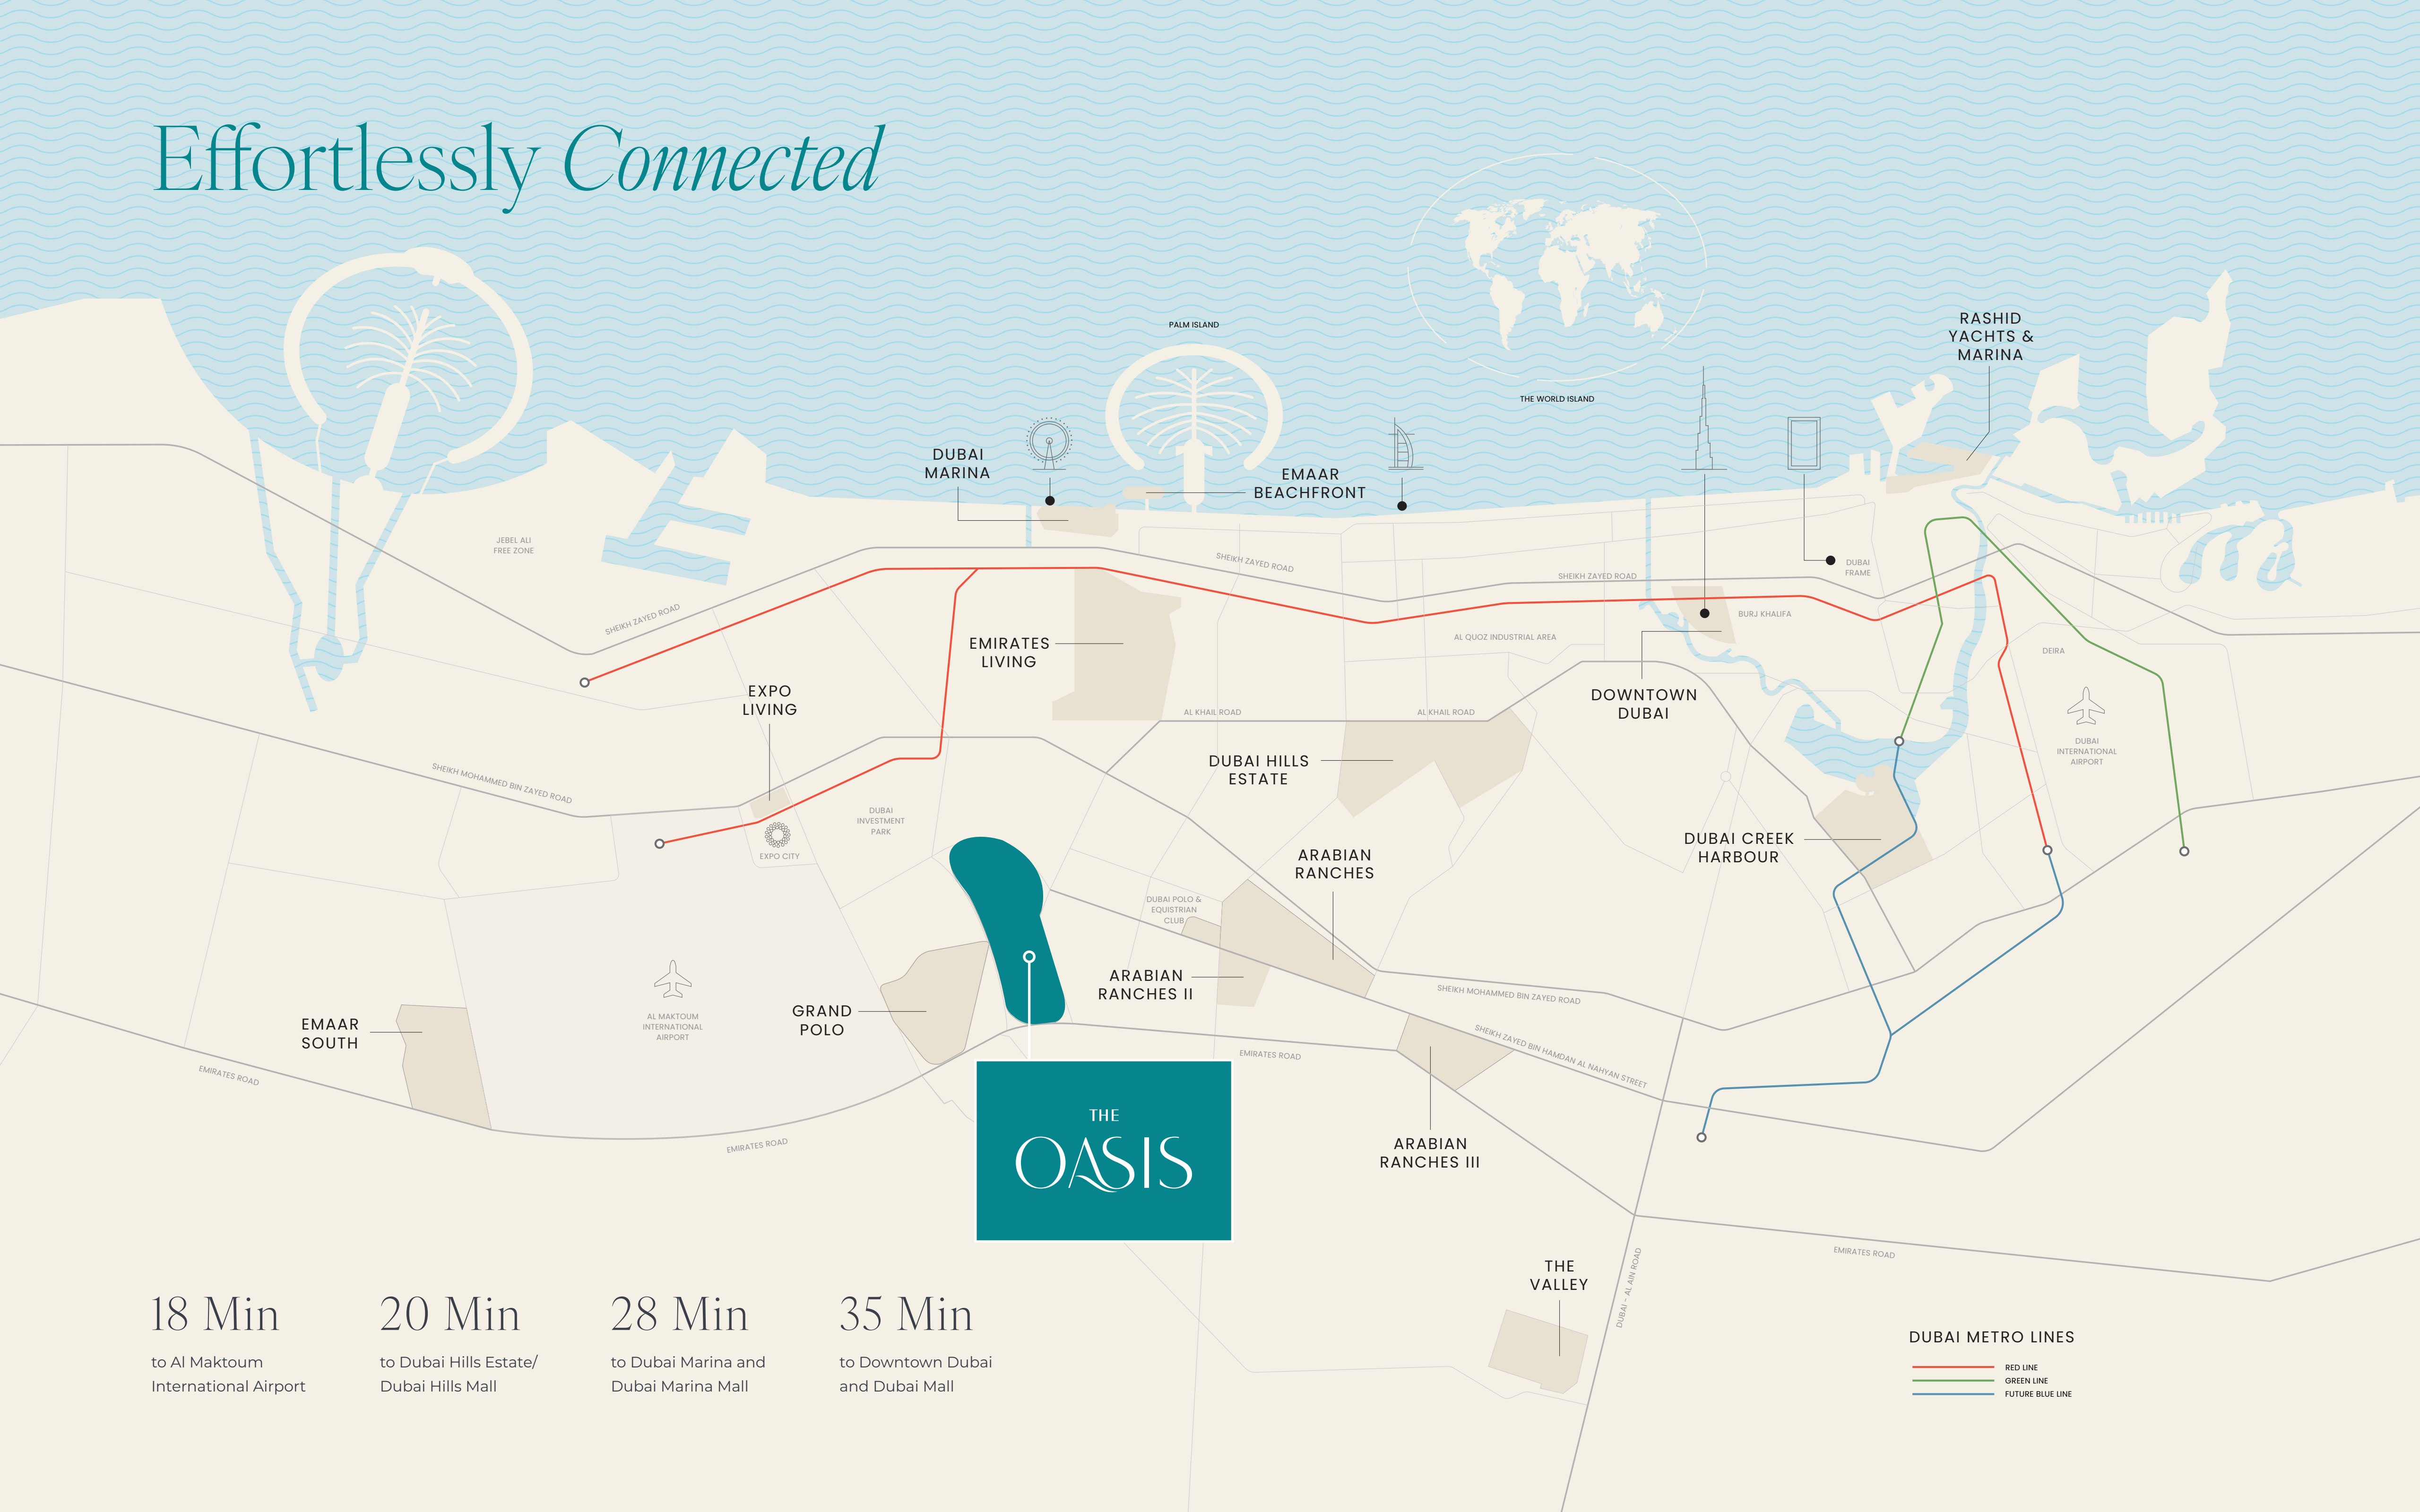 Effortlessly Connected
PALM ISLAND
THE WORLD ISLAND
RASHID
YACHTS &
MARINA
DUBAI
MARINA
EMAAR
BEACHFRONT
JEBEL ALI
FREE ZONE
SHEIKH ZAYED ROAD
SHEIKH ZAYED ROAD
SHEIKH ZAYED ROAD
DUBAI
FRAME
BURJ KHALIFA
AL QUOZ INDUSTRIAL AREA
EMIRATES
LIVING
DEIRA
EXPO
LIVING
DOWNTOWN
DUBAI
AL KHAIL ROAD
AL KHAIL ROAD
DUBAI
INTERNATIONAL
AIRPORT
SHEIKH MOHAMMED BIN ZAYED ROAD
DUBAI HILLS
ESTATE
DUBAI
INVESTMENT
PARK
EXPO CITY
DUBAI CREEK
HARBOUR
ARABIAN
RANCHES
DUBAI POLO &
EQUISTRIAN
CLUB
ARABIAN
RANCHES II
SHEIKH MOHAMMED BIN ZAYED ROAD
GRAND
POLO
AL MAKTOUM
INTERNATIONAL
AIRPORT
EMAAR
SOUTH
EMIRATES ROAD
EMIRATES ROAD
SHEIKH ZAYED BIN HAMDAN AL NAHYAN STREET
EMIRATES ROAD
THE
OASIS
ARABIAN
RANCHES III
EMIRATES ROAD
DUBAI - AL AIN ROAD
THE
VALLEY
18 Min
to Al Maktoum
International Airport
20 Min
to Dubai Hills Estate/
Dubai Hills Mall
28 Min
to Dubai Marina and
Dubai Marina Mall
35 Min
to Downtown Dubai
and Dubai Mall
DUBAI METRO LINES
RED LINE
GREEN LINE
FUTURE BLUE LINE